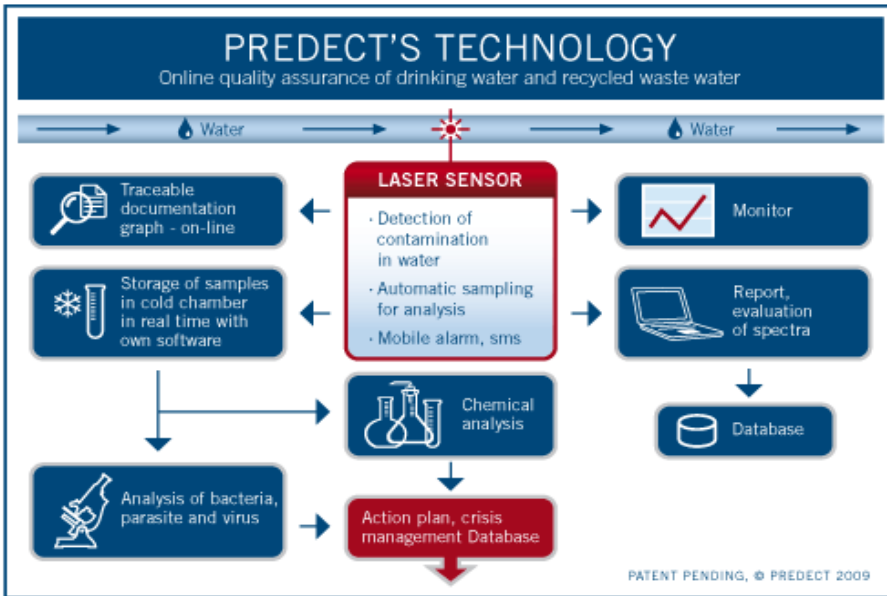 PREDECT'S TECHNOLOGY
Online quality assurance of drinking water and recycled waste water
Water
Water
Traceable
documentation
graph - on-line
LASER SENSOR
· Detection of
contamination
in water
· Automatic sampling
for analysis
· Mobile alarm, sms
Monitor
Storage of samples
in cold chamber
in real time with
own software
Report,
evaluation
of spectra
Chemical
analysis
Database
Analysis of bacteria,
parasite and virus
Action plan, crisis
management Database
PATENT PENDING, © PREDECT 2009